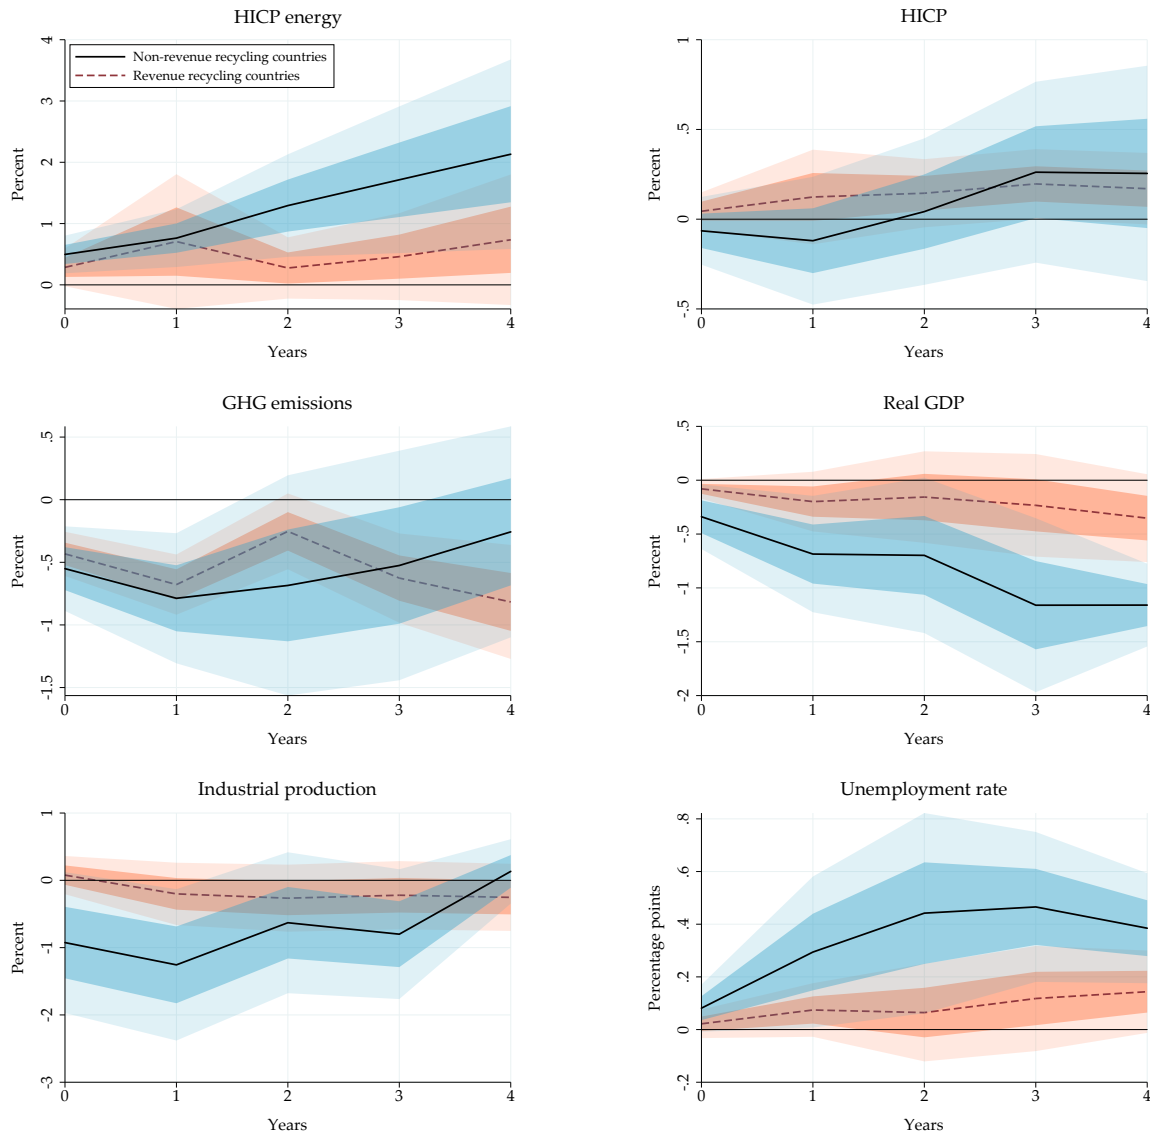 HICP energy
4
3
2
1
0
Percent
Non-revenue recycling countries
Revenue recycling countries
0 1 2 3 4
Years
HICP
1
.5
0
-.5
Percent
0 1 2 3 4
Years
GHG emissions
.5
0
-.5
-1
-1.5
Percent
0 1 2 3 4
Years
Real GDP
.5
0
-.5
-1
-1.5
-2
Percent
0 1 2 3 4
Years
Industrial production
1
0
-1
-2
-3
Percent
0 1 2 3 4
Years
Unemployment rate
.8
.6
.4
.2
0
-.2
Percentage points
0 1 2 3 4
Years